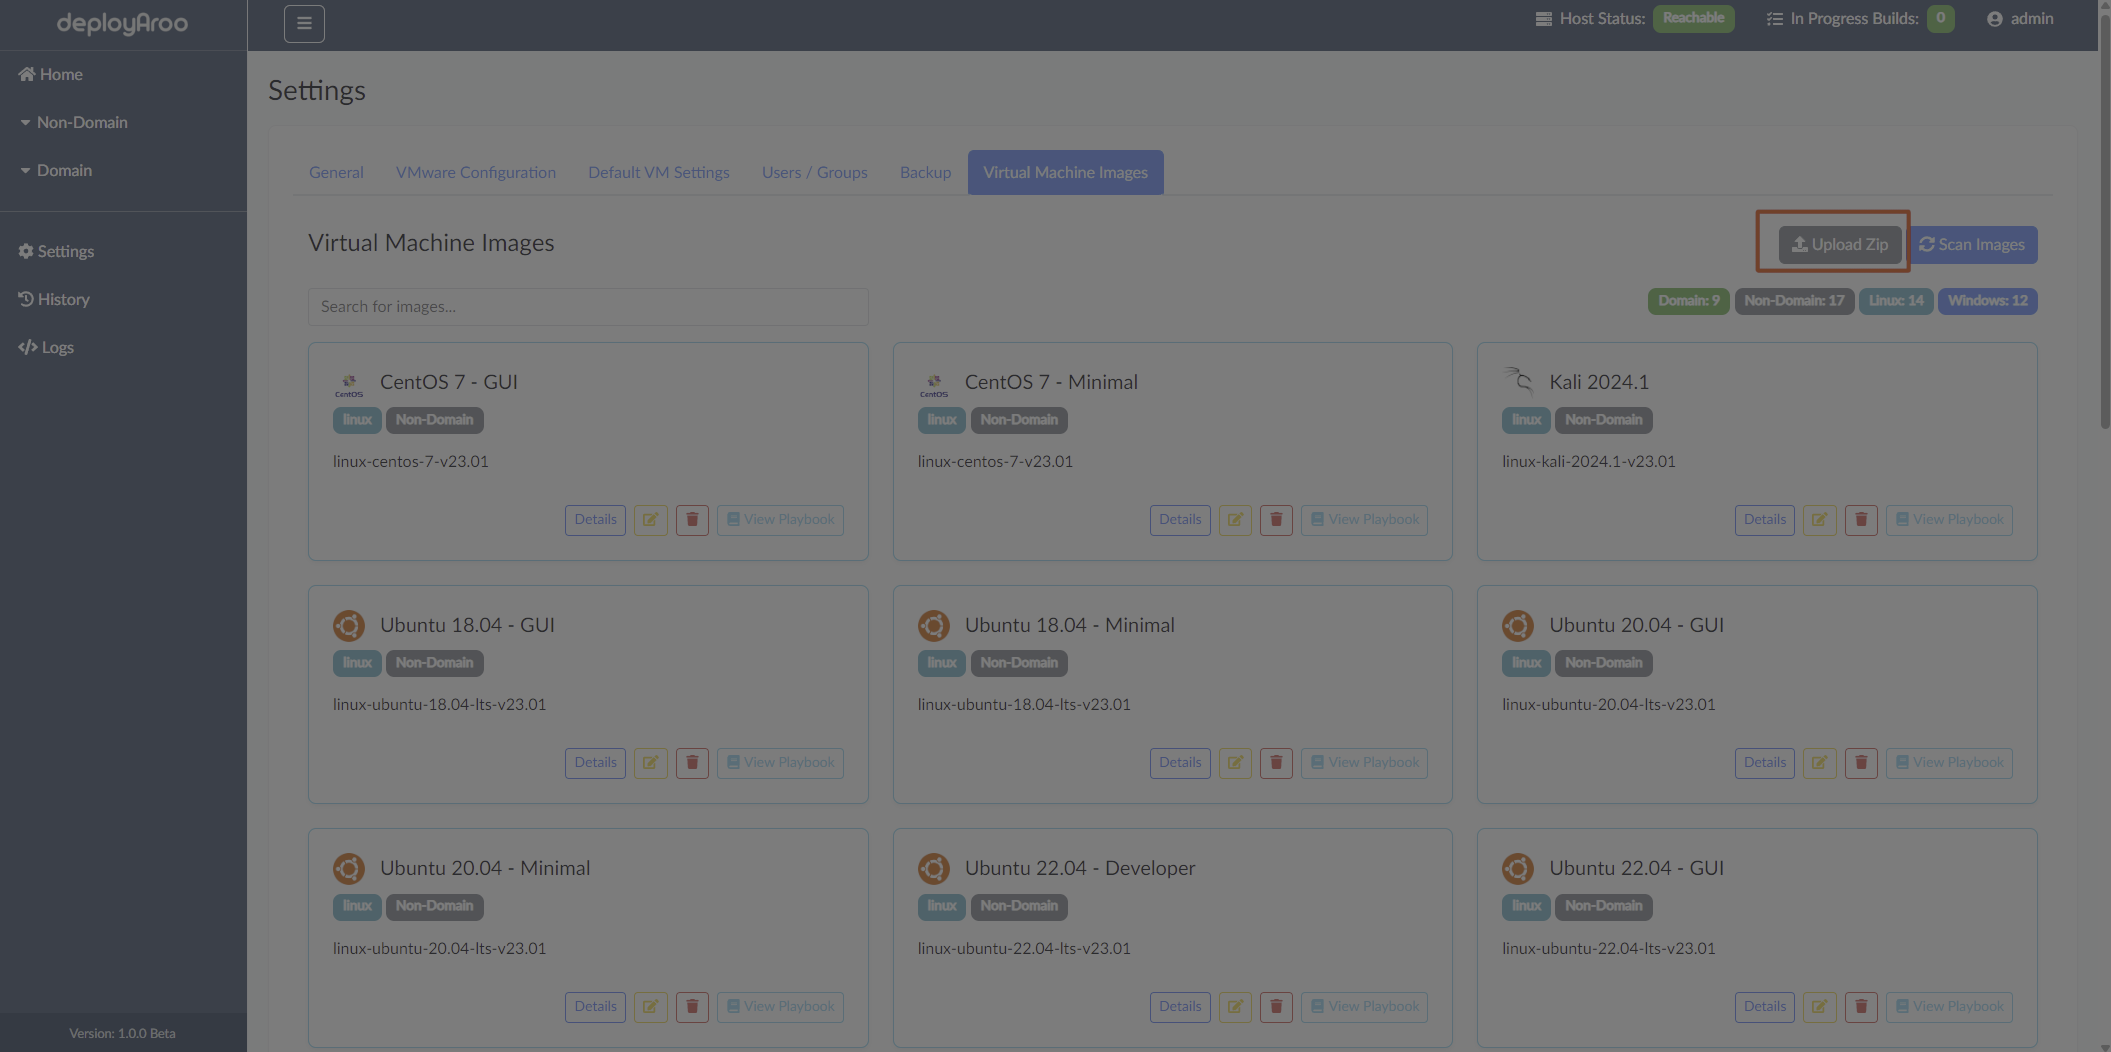 deployAroo
Host Status: Reachable
In Progress Builds: 0
admin
Home
Non-Domain
Domain
Settings
History
Logs
Version: 1.0.0 Beta
Settings
General VMware Configuration Default VM Settings Users / Groups Backup Virtual Machine Images
Virtual Machine Images
Upload Zip Scan Images
Search for images...
Domain: 9 Non-Domain: 17 Linux: 14 Windows: 12
CentOS
CentOS 7 - GUI
linux Non-Domain
linux-centos-7-v23.01
Details View Playbook
CentOS
CentOS 7 - Minimal
linux Non-Domain
linux-centos-7-v23.01
Details View Playbook
Kali 2024.1
linux Non-Domain
linux-kali-2024.1-v23.01
Details View Playbook
Ubuntu 18.04 - GUI
linux Non-Domain
linux-ubuntu-18.04-lts-v23.01
Details View Playbook
Ubuntu 18.04 - Minimal
linux Non-Domain
linux-ubuntu-18.04-lts-v23.01
Details View Playbook
Ubuntu 20.04 - GUI
linux Non-Domain
linux-ubuntu-20.04-lts-v23.01
Details View Playbook
Ubuntu 20.04 - Minimal
linux Non-Domain
linux-ubuntu-20.04-lts-v23.01
Details View Playbook
Ubuntu 22.04 - Developer
linux Non-Domain
linux-ubuntu-22.04-lts-v23.01
Details View Playbook
Ubuntu 22.04 - GUI
linux Non-Domain
linux-ubuntu-22.04-lts-v23.01
Details View Playbook